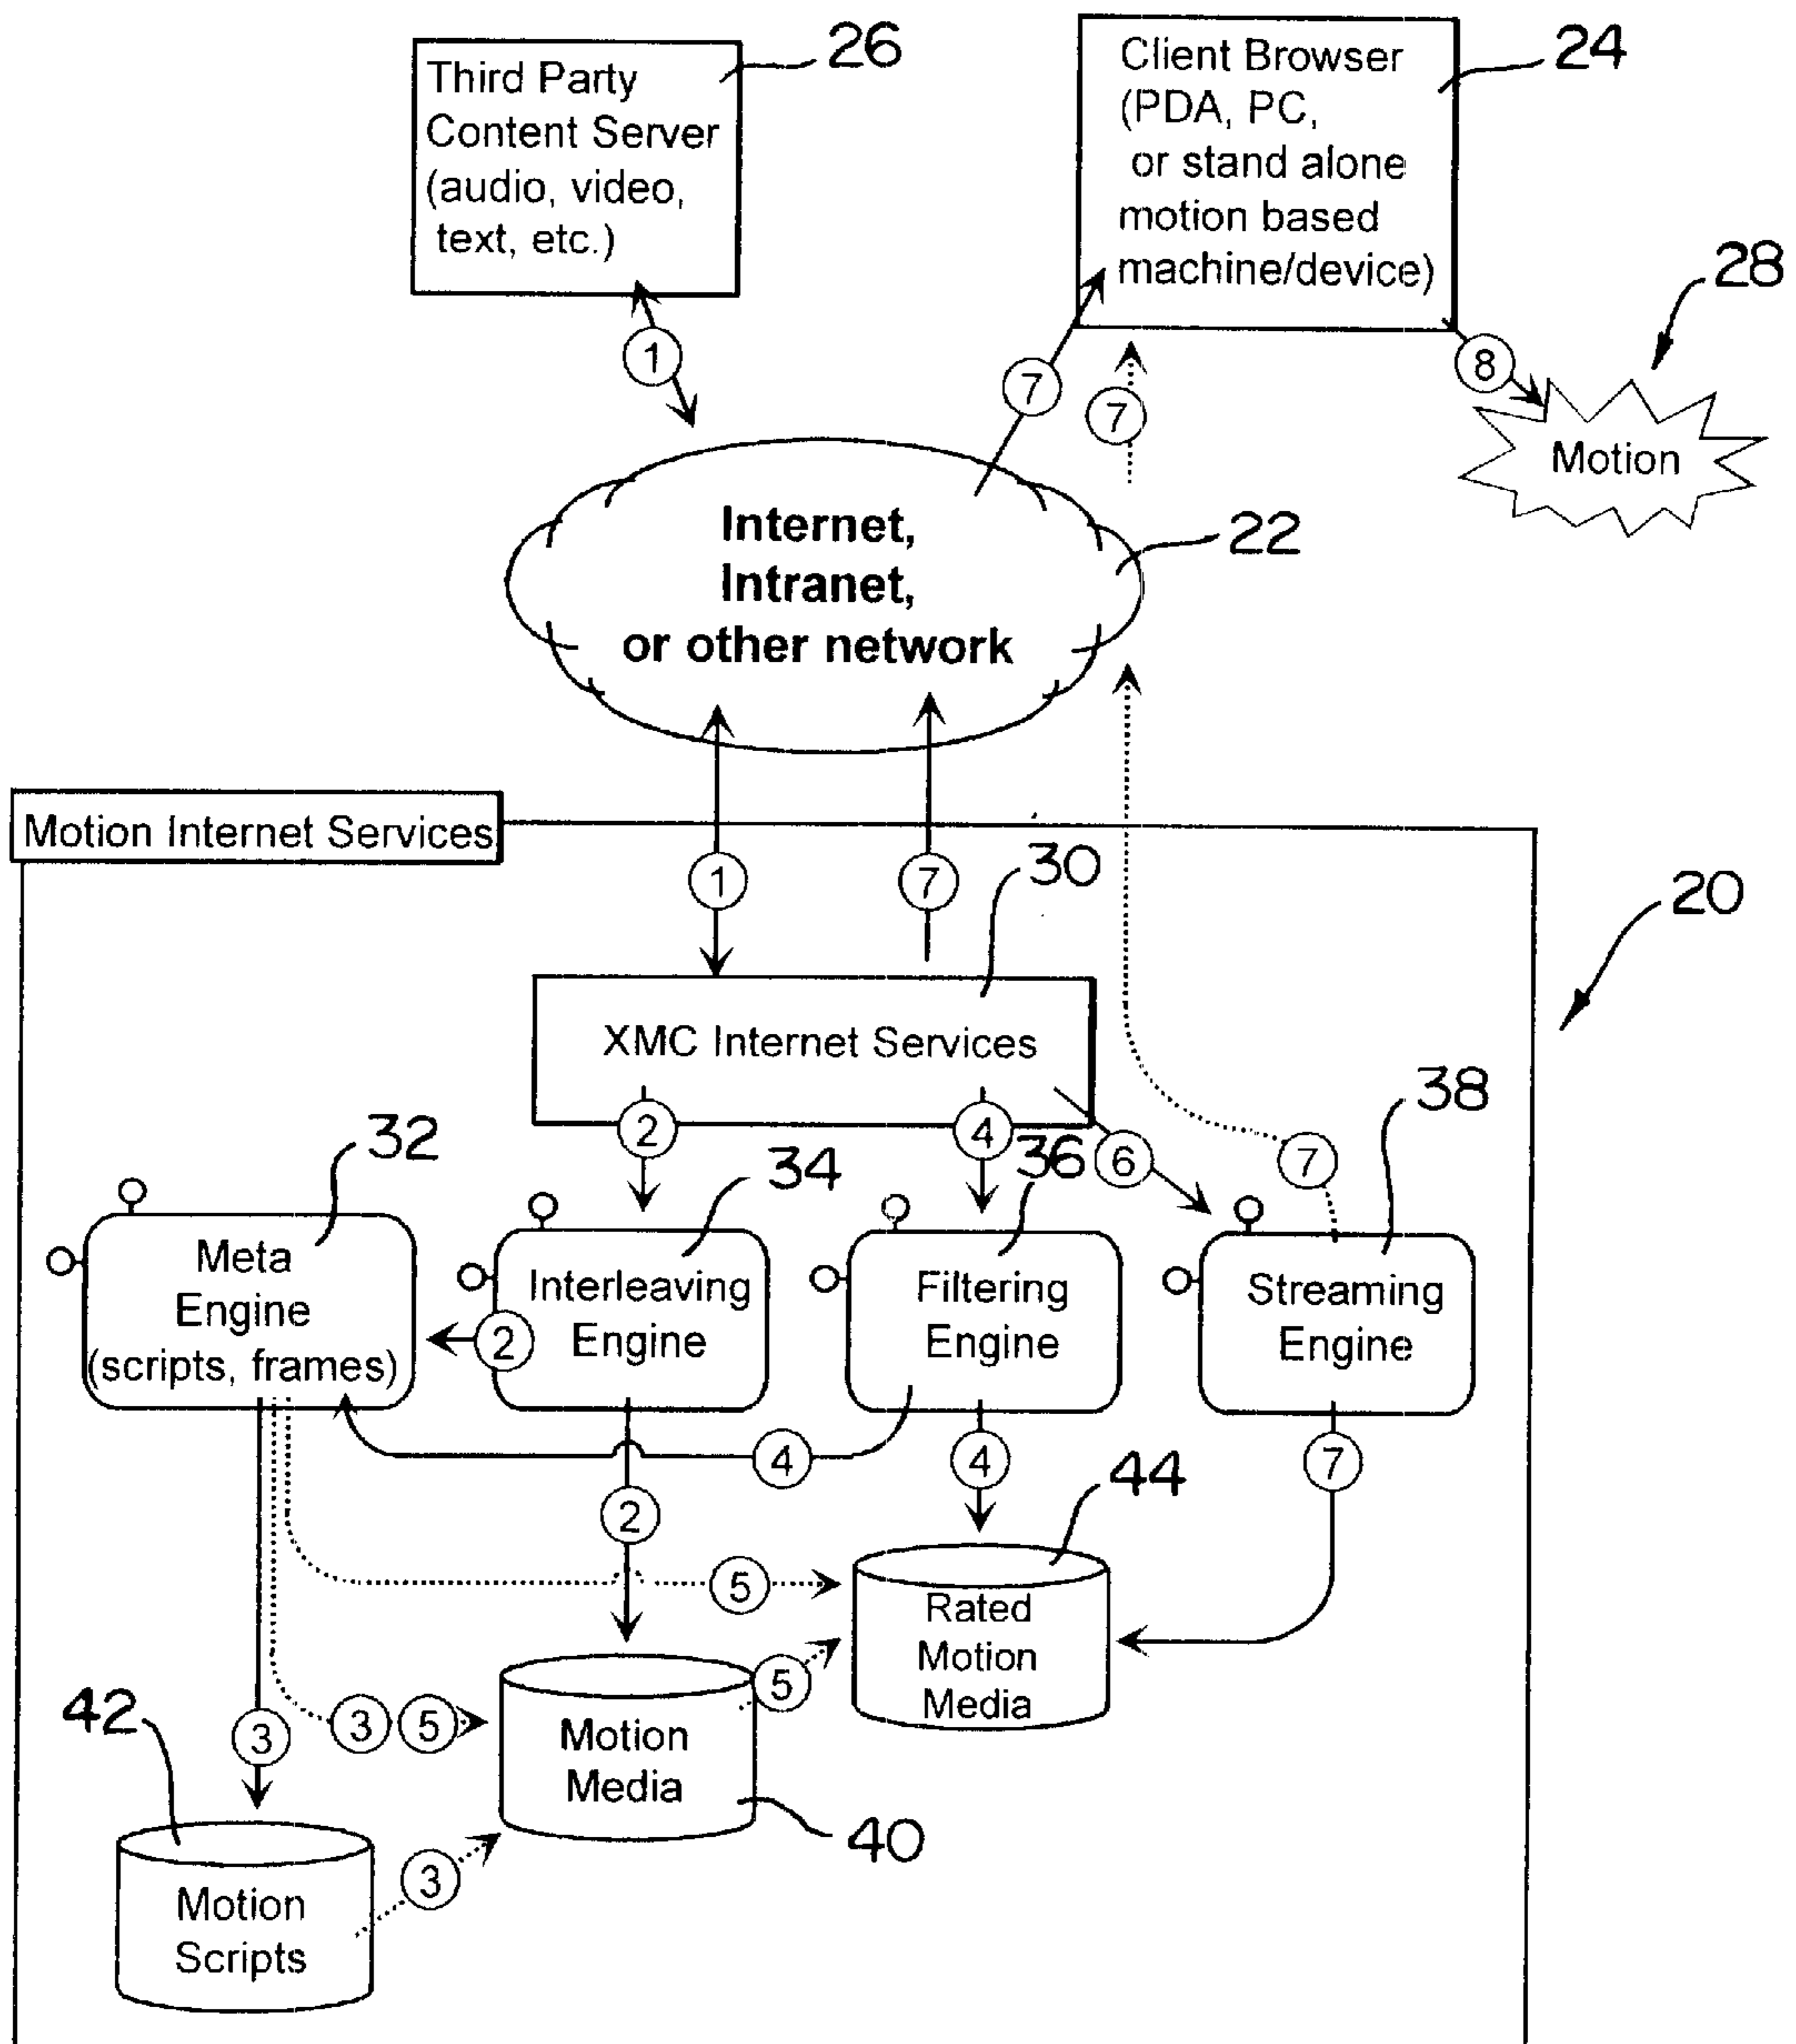 26
Third Party
Content Server
(audio, video,
text, etc.)
24
Client Browser
(PDA, PC,
or stand alone
motion based
machine/device)
28
1
7
7
8
Motion
Internet,
Intranet,
or other network
22
Motion Internet Services
1
7
30
20
XMC Internet Services
2
4
6
7
38
32
34
36
Meta
Engine
(scripts, frames)
Interleaving
Engine
Filtering
Engine
Streaming
Engine
2
4
4
7
2
44
5
Rated
Motion
Media
5
42
3
3
5
Motion
Media
40
3
Motion
Scripts